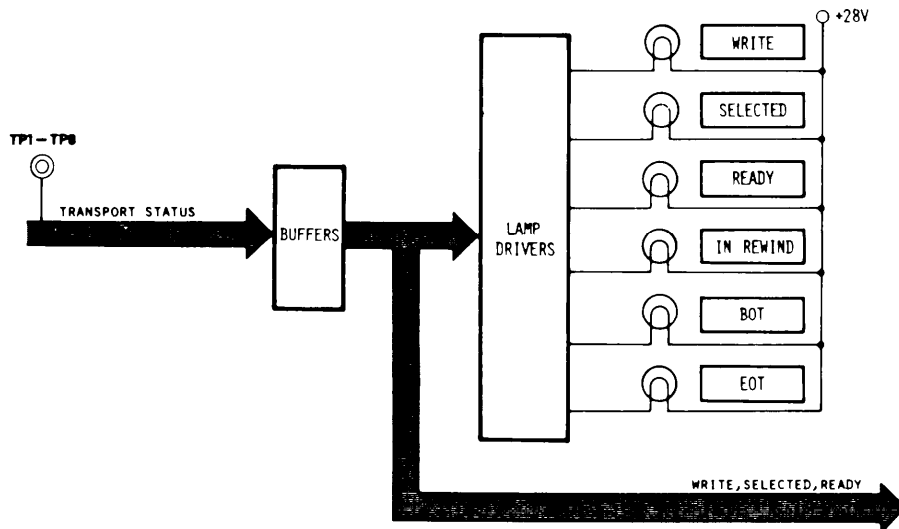 +28V
WRITE
SELECTED
TP1-TP8
READY
TRANSPORT STATUS
BUFFERS
LAMP
DRIVERS
IN REWIND
BOT
EOT
WRITE,SELECTED,READY